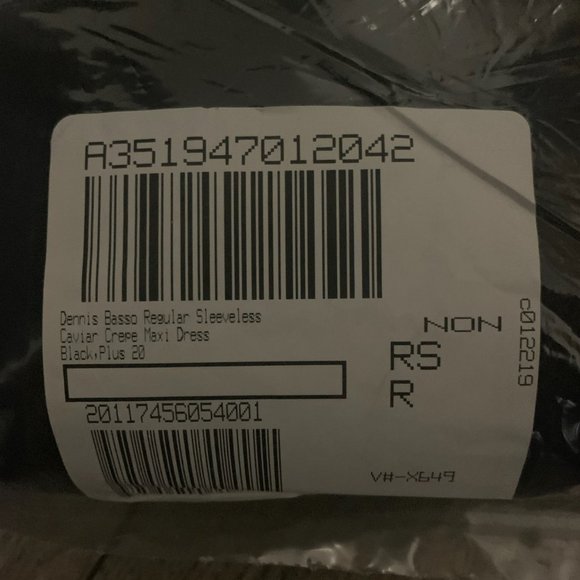 A351947012042
Dennis Basso Regular Sleeveless
Caviar Crepe Maxi Dress
Black,Plus 20
NON
RS
R
20117456054001
V#-X649
c012219